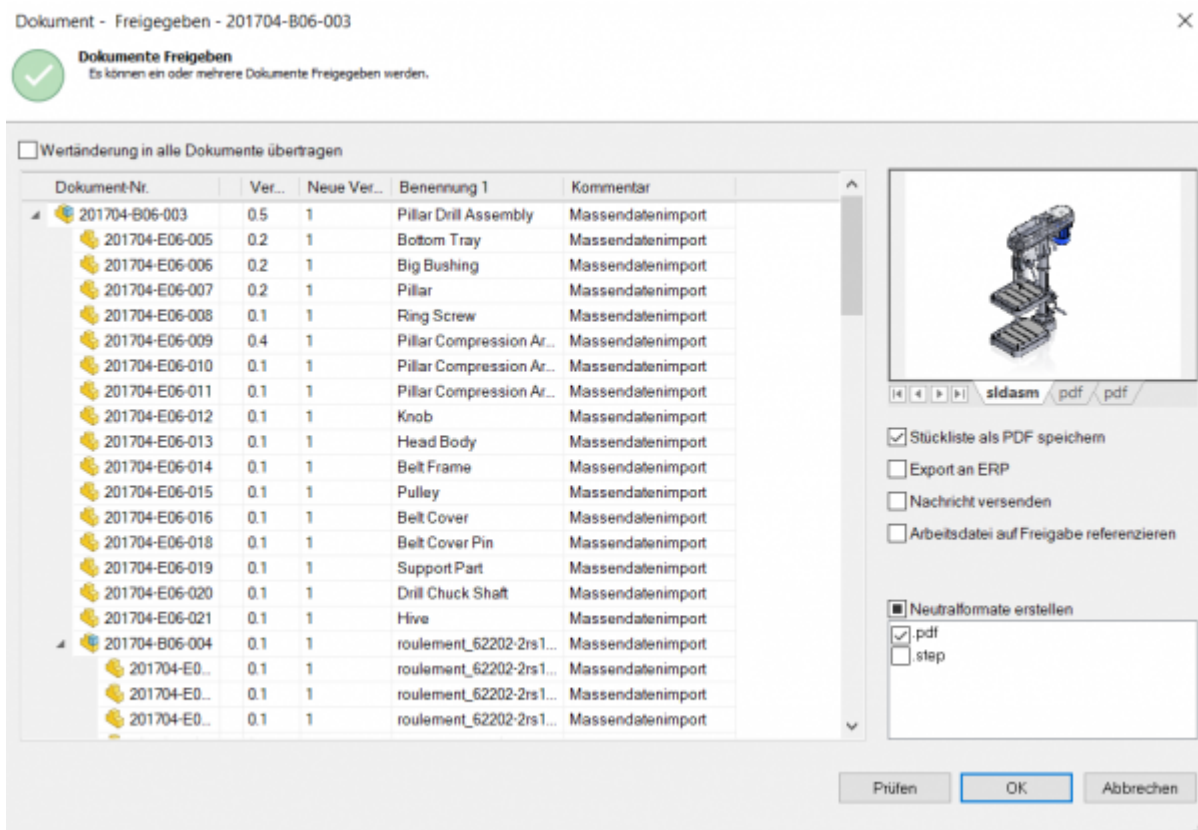 Dokument - Freigegeben - 201704-B06-003
Dokumente Freigeben
Es können ein oder mehrere Dokumente Freigegeben werden.
Wertänderung in alle Dokumente übertragen
Dokument-Nr. Ver... Neue Ver... Benennung 1 Kommentar
201704-B06-003 0.5 1 Pillar Drill Assembly Massendatenimport
201704-E06-005 0.2 1 Bottom Tray Massendatenimport
201704-E06-006 0.2 1 Big Bushing Massendatenimport
201704-E06-007 0.2 1 Pillar Massendatenimport
201704-E06-008 0.1 1 Ring Screw Massendatenimport
201704-E06-009 0.4 1 Pillar Compression Ar... Massendatenimport
201704-E06-010 0.1 1 Pillar Compression Ar... Massendatenimport
201704-E06-011 0.1 1 Pillar Compression Ar... Massendatenimport
201704-E06-012 0.1 1 Knob Massendatenimport
201704-E06-013 0.1 1 Head Body Massendatenimport
201704-E06-014 0.1 1 Belt Frame Massendatenimport
201704-E06-015 0.1 1 Pulley Massendatenimport
201704-E06-016 0.1 1 Belt Cover Massendatenimport
201704-E06-018 0.1 1 Belt Cover Pin Massendatenimport
201704-E06-019 0.1 1 Support Part Massendatenimport
201704-E06-020 0.1 1 Drill Chuck Shaft Massendatenimport
201704-E06-021 0.1 1 Hive Massendatenimport
201704-B06-004 0.1 1 roulement_62202-2rs1... Massendatenimport
201704-E0... 0.1 1 roulement_62202-2rs1... Massendatenimport
201704-E0... 0.1 1 roulement_62202-2rs1... Massendatenimport
201704-E0... 0.1 1 roulement_62202-2rs1... Massendatenimport
sldasm pdf pdf
Stückliste als PDF speichern
Export an ERP
Nachricht versenden
Arbeitsdatei auf Freigabe referenzieren
Neutralformate erstellen
.pdf
.step
Prüfen OK Abbrechen